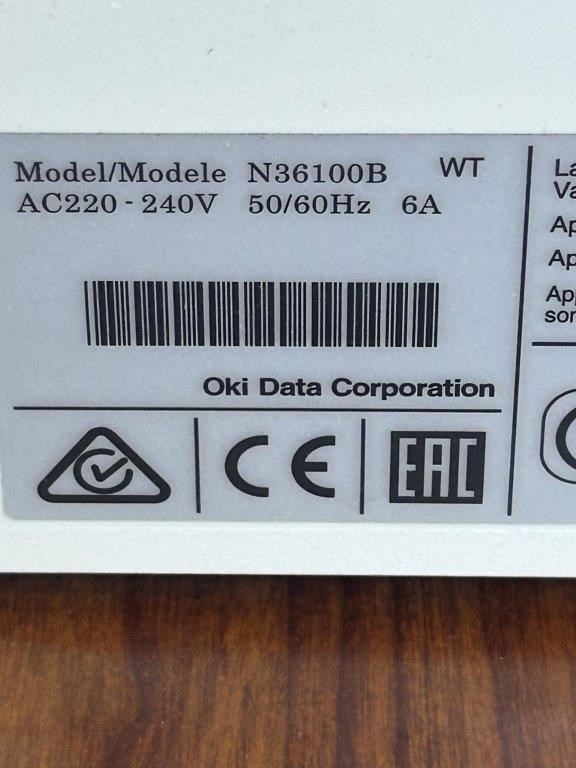 Model/Modele N36100B WT
AC220-240V 50/60Hz 6A
Oki Data Corporation
CE
EAC